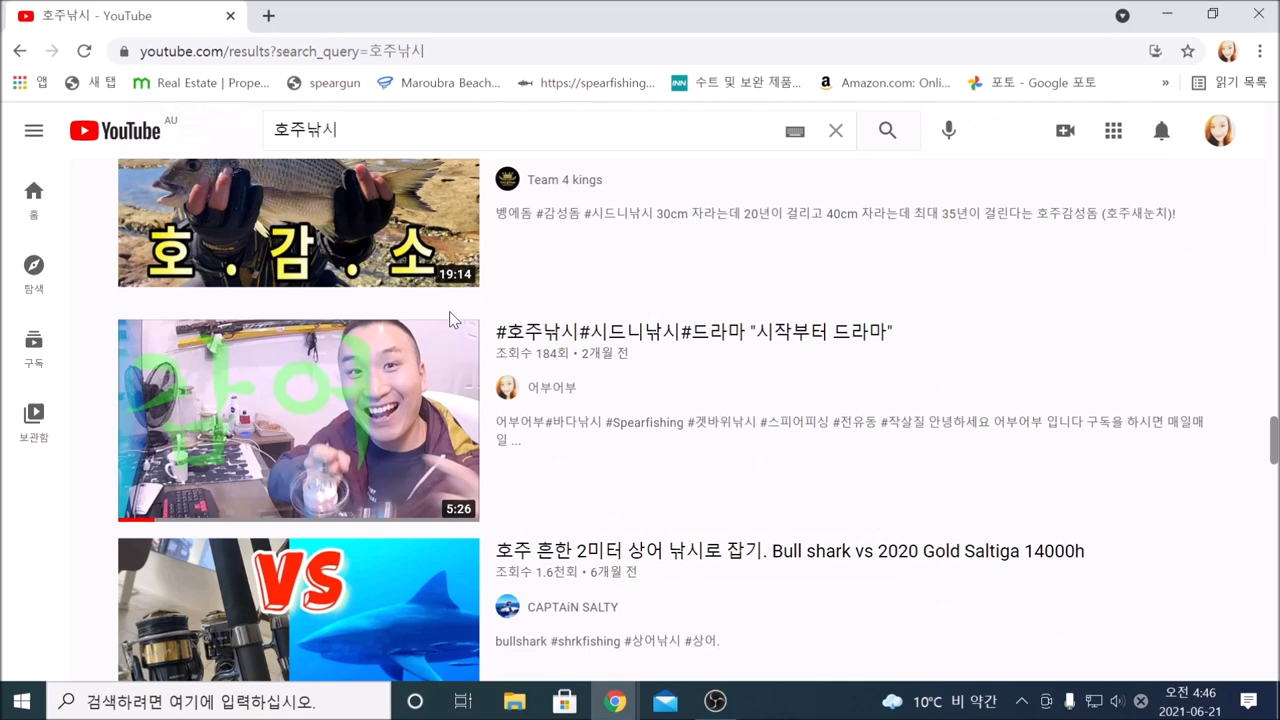 호주낚시 - YouTube
youtube.com/results?search_query=호주낚시
앱
새 탭
Real Estate | Prope...
speargun
Maroubra Beach...
https://spearfishing...
INN
수트 및 보완 제품...
Amazon.com: Onli...
포토 - Google 포토
»
읽기 목록
YouTube AU
호주낚시
홈
탐색
구독
보관함
호.감.소
19:14
Team 4 kings
벵에돔 #감성돔 #시드니낚시 30cm 자라는데 20년이 걸리고 40cm 자라는데 최대 35년이 걸린다는 호주감성돔 (호주새눈치)!
5:26
#호주낚시#시드니낚시#드라마 "시작부터 드라마"
조회수 184회 • 2개월 전
어부어부
어부어부#바다낚시 #Spearfishing #겟바위낚시 #스피어피싱 #전유동 #작살질 안녕하세요 어부어부 입니다 구독을 하시면 매일매
일 ...
VS
호주 흔한 2미터 상어 낚시로 잡기. Bull shark vs 2020 Gold Saltiga 14000h
조회수 1.6천회 • 6개월 전
CAPTAiN SALTY
bullshark #shrkfishing #상어낚시 #상어.
검색하려면 여기에 입력하십시오.
10°C 비 약간
오전 4:46
2021-06-21